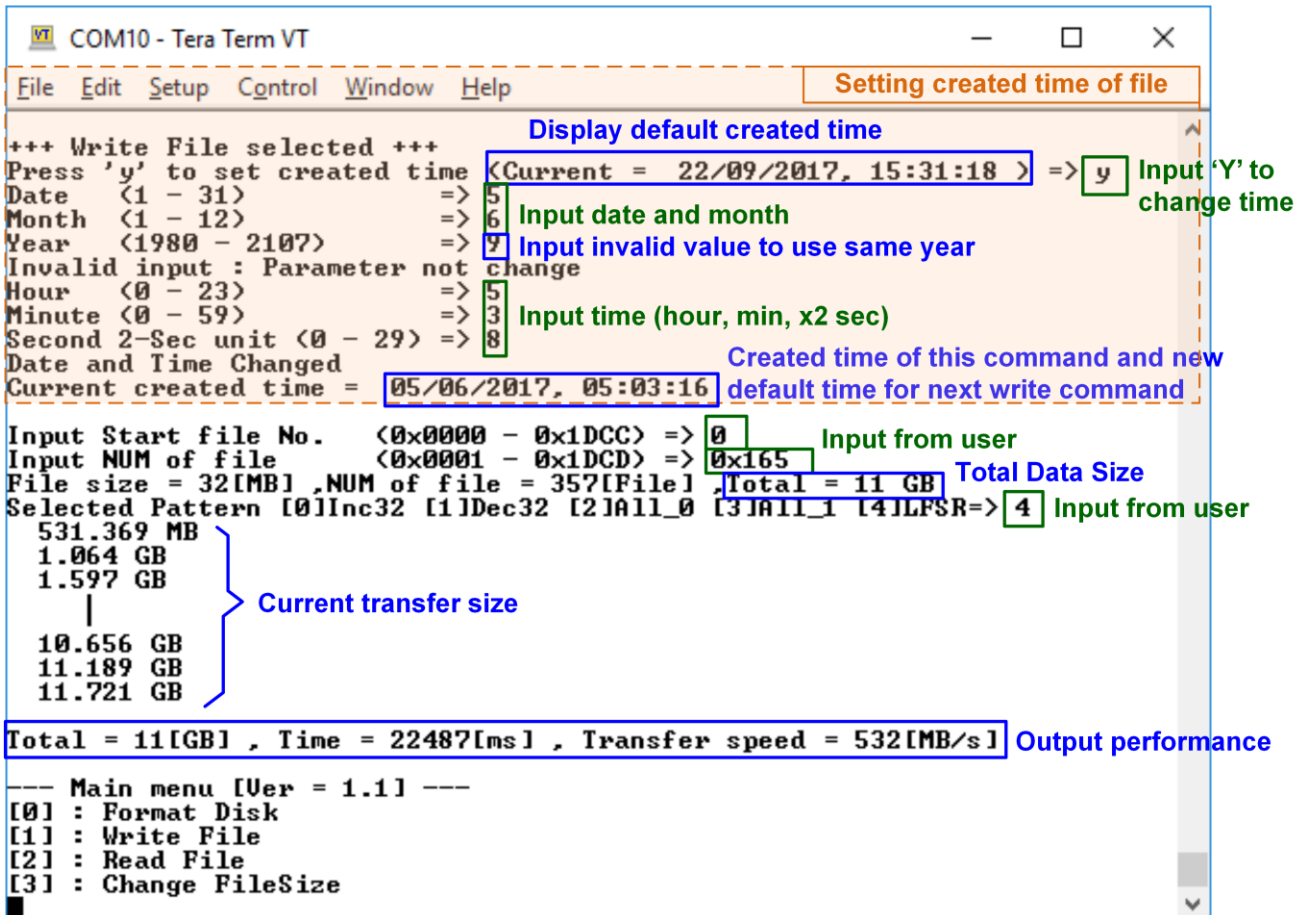 COM10 - Tera Term VT
File Edit Setup Control Window Help
Setting created time of file
Display default created time
+++ Write File selected +++
Press 'y' to set created time (Current = 22/09/2017, 15:31:18 ) => y
Input 'Y' to change time
Date (1 - 31) => 5
Month (1 - 12) => 6
Input date and month
Year (1980 - 2107) => 9 Input invalid value to use same year
Invalid input : Parameter not change
Hour (0 - 23) => 5
Minute (0 - 59) => 3 Input time (hour, min, x2 sec)
Second 2-Sec unit (0 - 29) => 8
Date and Time Changed
Current created time = 05/06/2017, 05:03:16
Created time of this command and new
default time for next write command
Input Start file No. (0x0000 - 0x1DCC) => 0 Input from user
Input NUM of file (0x0001 - 0x1DCD) => 0x165
File size = 32[MB] ,NUM of file = 357[File] ,Total = 11 GB Total Data Size
Selected Pattern [0]Inc32 [1]Dec32 [2]All_0 [3]All_1 [4]LFSR=> 4 Input from user
531.369 MB
1.064 GB
1.597 GB
Current transfer size
10.656 GB
11.189 GB
11.721 GB
Total = 11[GB] , Time = 22487[ms] , Transfer speed = 532[MB/s] Output performance
--- Main menu [Ver = 1.1] ---
[0] : Format Disk
[1] : Write File
[2] : Read File
[3] : Change FileSize